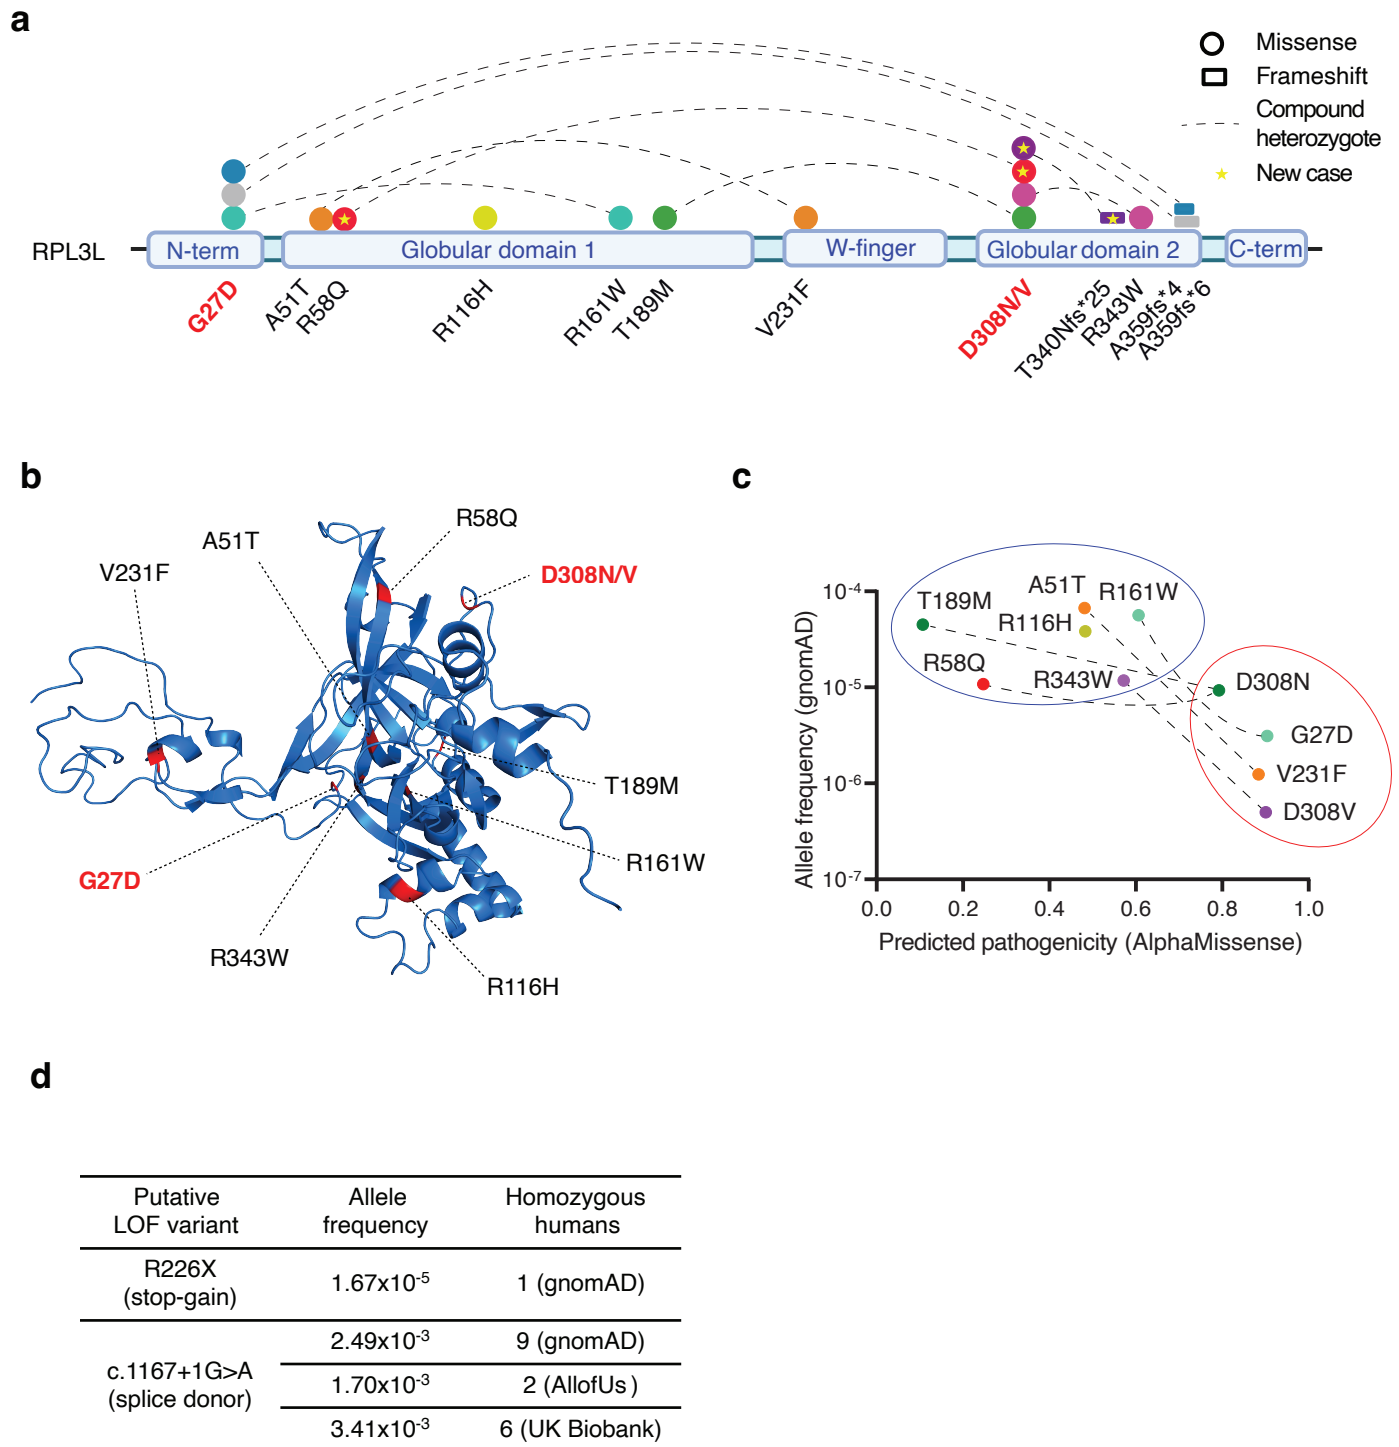 a
Missense
Frameshift
Compound
heterozygote
New case
RPL3L
N-term
Globular domain 1
W-finger
Globular domain 2
C-term
G27D
A51T
R58Q
R116H
R161W
T189M
V231F
D308N/V
T340Nfs*25
R343W
A359fs*4
A359fs*6
b
R58Q
A51T
V231F
D308N/V
T189M
R161W
G27D
R343W
R116H
c
Allele frequency (gnomAD)
10-4
10-5
10-6
10-7
T189M
A51T
R161W
R116H
R58Q
R343W
D308N
G27D
V231F
D308V
0.0 0.2 0.4 0.6 0.8 1.0
Predicted pathogenicity (AlphaMissense)
d
Putative
LOF variant
Allele
frequency
Homozygous
humans
R226X
(stop-gain)
1.67x10-5
1 (gnomAD)
c.1167+1G>A
(splice donor)
2.49x10-3
9 (gnomAD)
1.70x10-3
2 (AllofUs)
3.41x10-3
6 (UK Biobank)